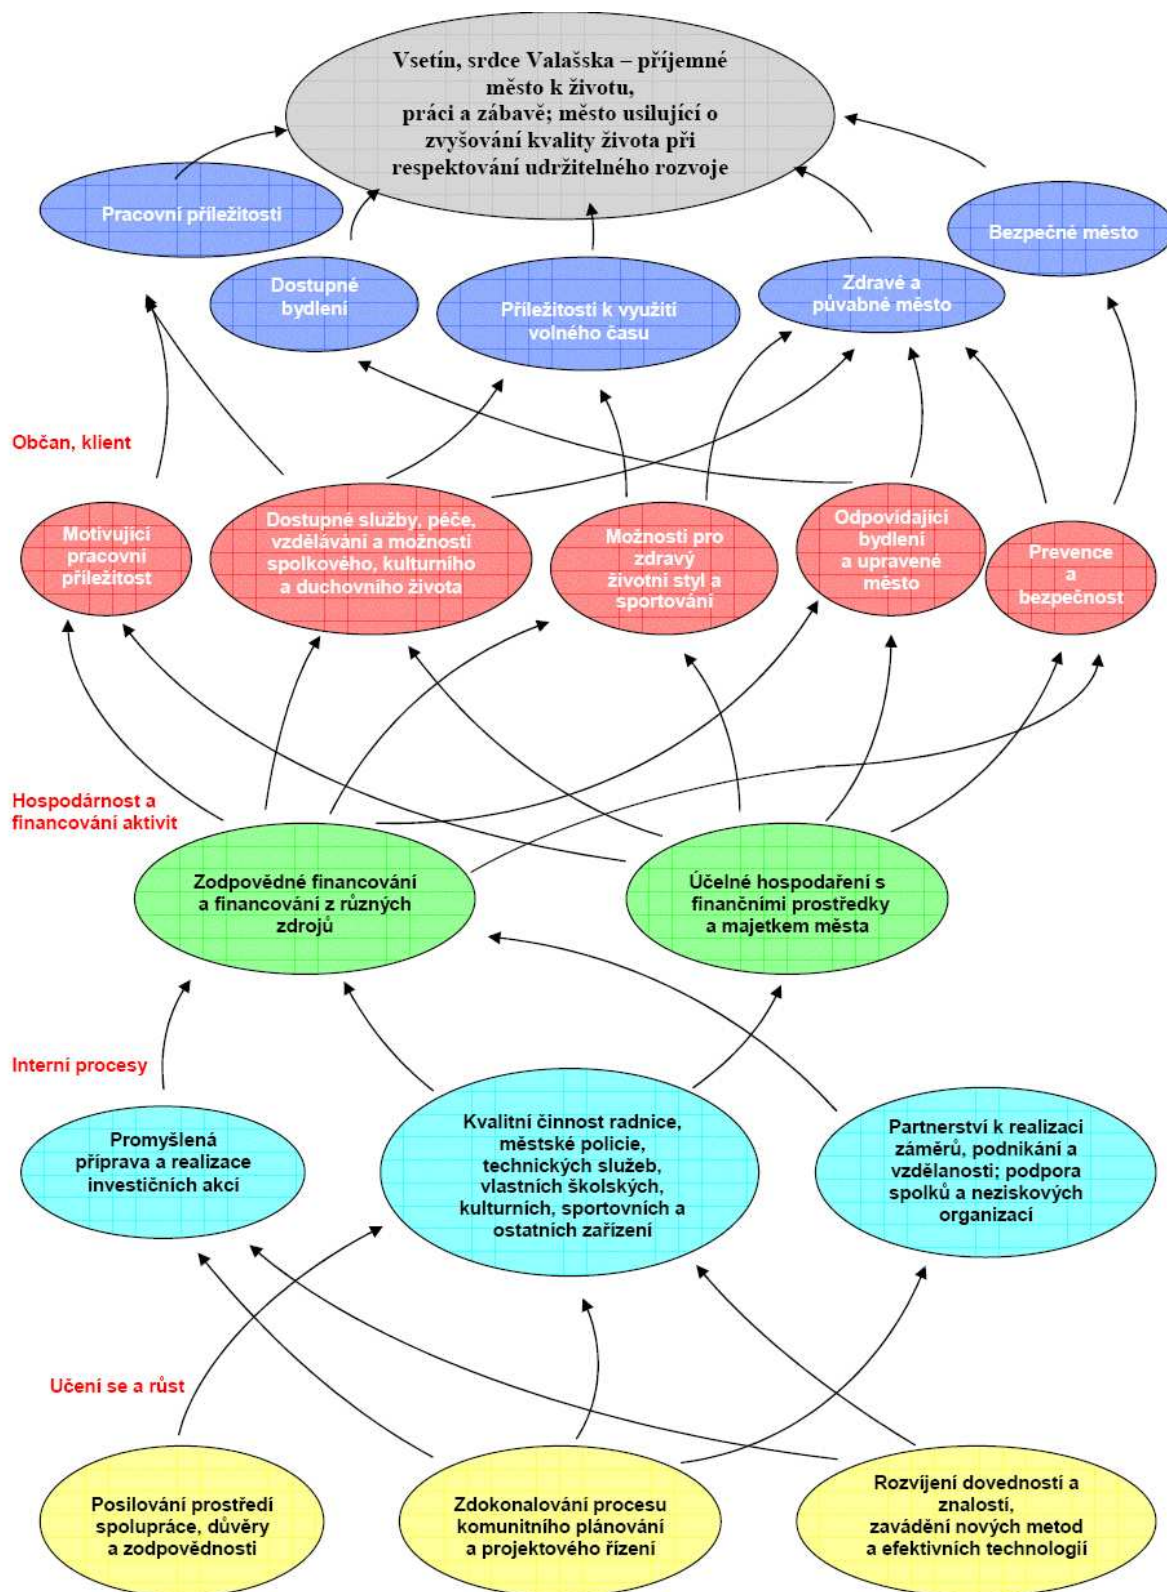 Vsetín, srdce Valašska – příjemné
město k životu,
práci a zábavě; město usilující o
zvyšování kvality života při
respektování udržitelného rozvoje
Pracovní příležitosti
Bezpečné město
Dostupné
bydlení
Příležitosti k využití
volného času
Zdravé a
půvabné město
Občan, klient
Motivující
pracovní
příležitost
Dostupné služby, péče,
vzdělávání a možnosti
spolkového, kulturního
a duchovního života
Možnosti pro
zdravý
životní styl a
sportování
Odpovídající
bydlení
a upravené
město
Prevence
a
bezpečnost
Hospodárnost a
financování aktivit
Zodpovědné financování
a financování z různých
zdrojů
Účelné hospodaření s
finančními prostředky
a majetkem města
Interní procesy
Promyšlená
příprava a realizace
investičních akcí
Kvalitní činnost radnice,
městské policie,
technických služeb,
vlastních školských,
kulturních, sportovních a
ostatních zařízení
Partnerství k realizaci
záměrů, podnikání a
vzdělanosti; podpora
spolků a neziskových
organizací
Učení se a růst
Posilování prostředí
spolupráce, důvěry
a zodpovědnosti
Zdokonalování procesu
komunitního plánování
a projektového řízení
Rozvíjení dovedností a
znalostí,
zavádění nových metod
a efektivních technologií